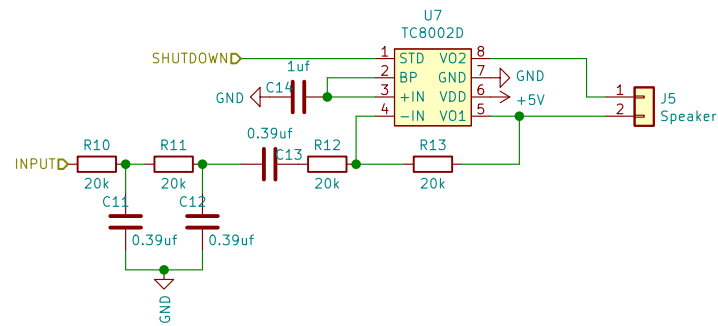 U7
TC8002D
SHUTDOWN
1 STD VO2 8
1uf
2 BP GND 7 GND
C14
GND
3 +IN VDD 6 +5V
4 -IN VO1 5
1
2
J5
Speaker
0.39uf
C13
INPUT
R10
20k
R11
20k
R12
20k
R13
20k
C11
0.39uf
C12
0.39uf
GND